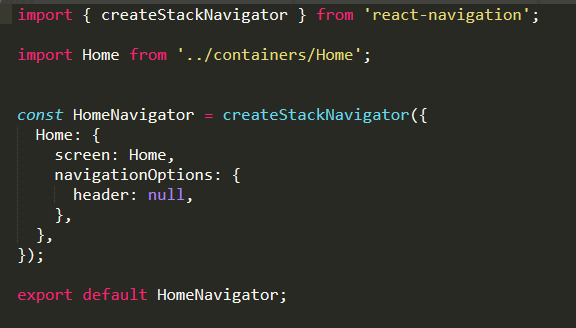 import { createStackNavigator } from 'react-navigation';
import Home from '../containers/Home';
const HomeNavigator = createStackNavigator({
  Home: {
    screen: Home,
    navigationOptions: {
      header: null,
    },
  },
});
export default HomeNavigator;